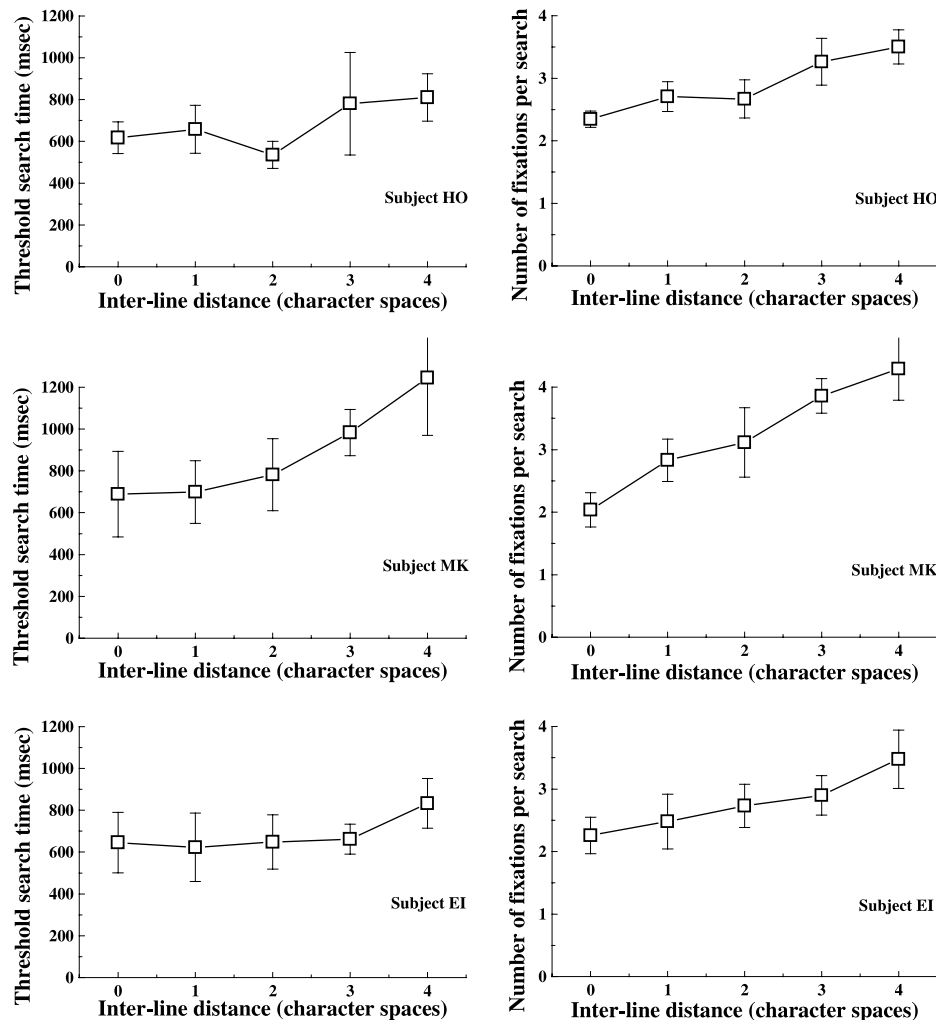 Threshold search time (msec)
1200
1000
800
600
400
200
0
Subject HO
0 1 2 3 4
Inter-line distance (character spaces)
Number of fixations per search
4
3
2
1
0
Subject HO
0 1 2 3 4
Inter-line distance (character spaces)
Threshold search time (msec)
1200
1000
800
600
400
200
0
Subject MK
0 1 2 3 4
Inter-line distance (character spaces)
Number of fixations per search
4
3
2
1
0
Subject MK
0 1 2 3 4
Inter-line distance (character spaces)
Threshold search time (msec)
1200
1000
800
600
400
200
0
Subject EI
0 1 2 3 4
Inter-line distance (character spaces)
Number of fixations per search
4
3
2
1
0
Subject EI
0 1 2 3 4
Inter-line distance (character spaces)